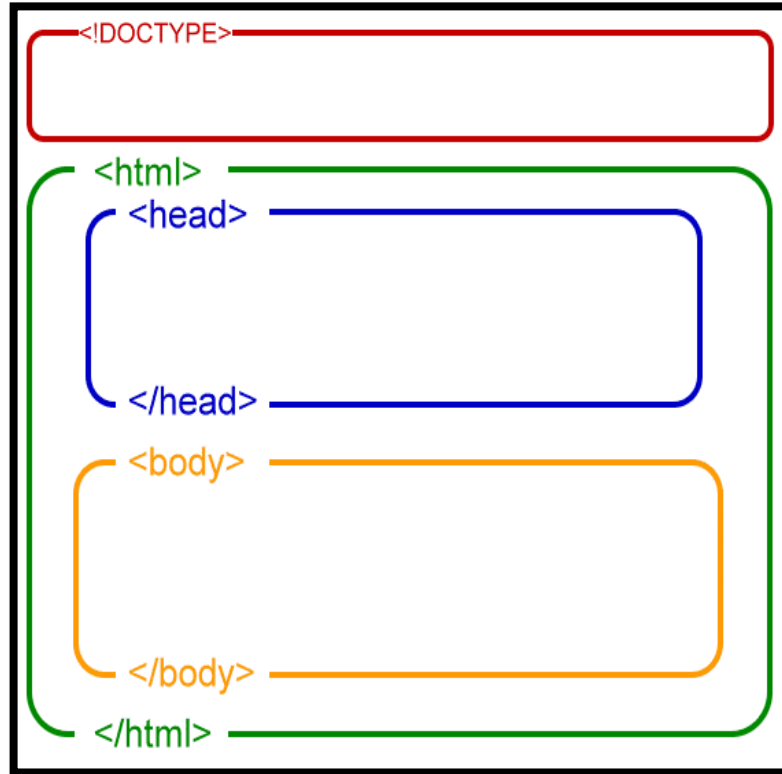 <!DOCTYPE>
<html>
<head>
</head>
<body>
</body>
</html>